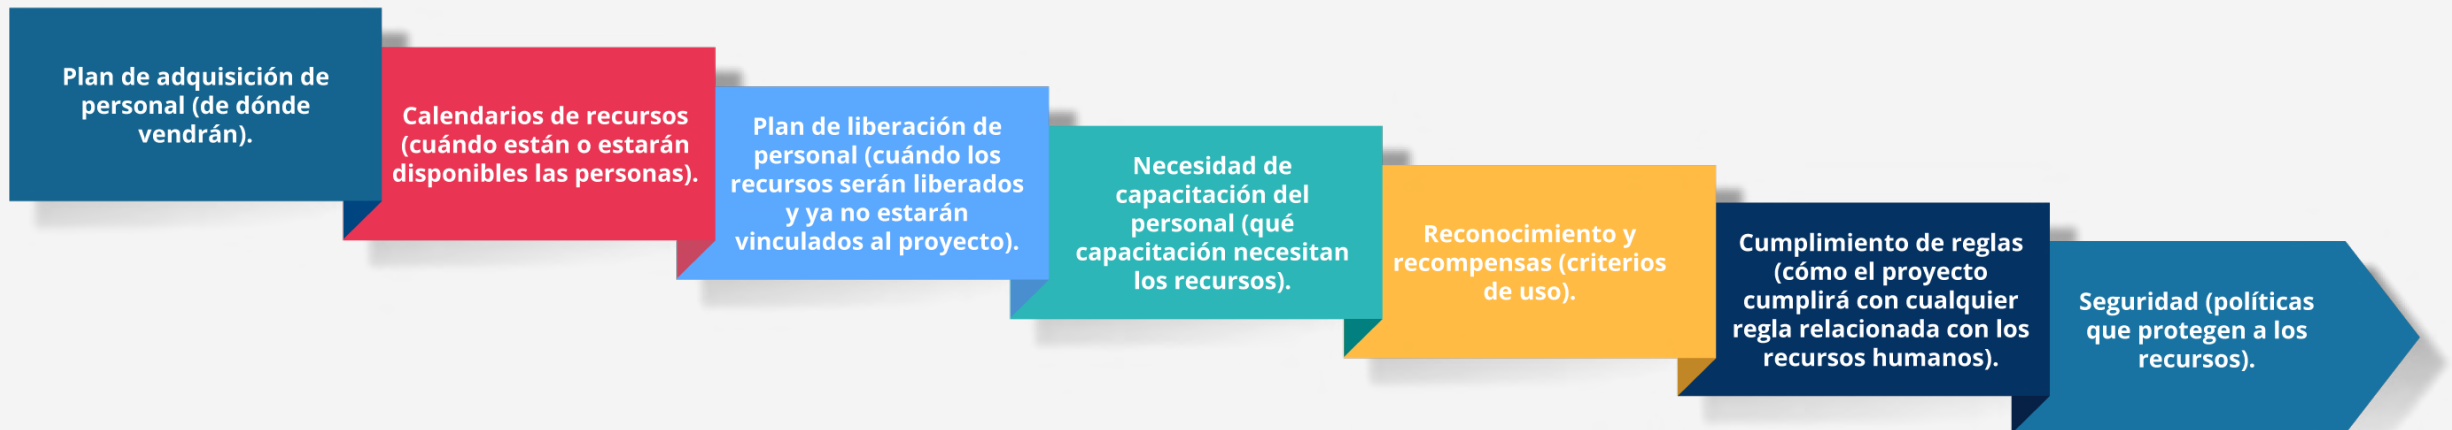 Plan de adquisición de
personal (de dónde
vendrán).
Calendarios de recursos
(cuándo están o estarán
disponibles las personas).
Plan de liberación de
personal (cuándo los
recursos serán liberados
y ya no estarán
vinculados al proyecto).
Necesidad de
capacitación del
personal (qué
capacitación necesitan
los recursos).
Reconocimiento y
recompensas (criterios
de uso).
Cumplimiento de reglas
(cómo el proyecto
cumplirá con cualquier
regla relacionada con los
recursos humanos).
Seguridad (políticas
que protegen a los
recursos).